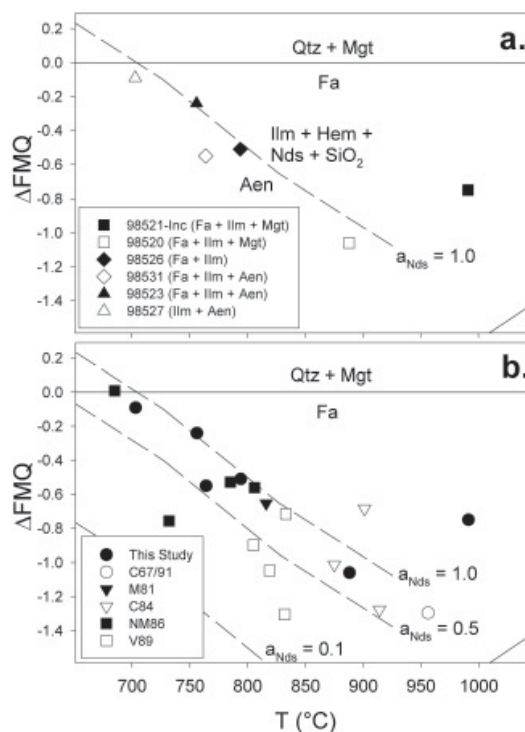 a.
Qtz + Mgt
Fa
Ilm + Hem +
Nds + SiO₂
Aen
a_Nds = 1.0
ΔFMQ
0.2
0.0
-0.2
-0.4
-0.6
-0.8
-1.0
-1.2
-1.4
98521-Inc (Fa + Ilm + Mgt)
98520 (Fa + Ilm + Mgt)
98526 (Fa + Ilm)
98531 (Fa + Ilm + Aen)
98523 (Fa + Ilm + Aen)
98527 (Ilm + Aen)
b.
Qtz + Mgt
Fa
ΔFMQ
0.2
0.0
-0.2
-0.4
-0.6
-0.8
-1.0
-1.2
-1.4
This Study
C67/91
M81
C84
NM86
V89
a_Nds = 1.0
a_Nds = 0.5
a_Nds = 0.1
700 750 800 850 900 950 1000
T (°C)